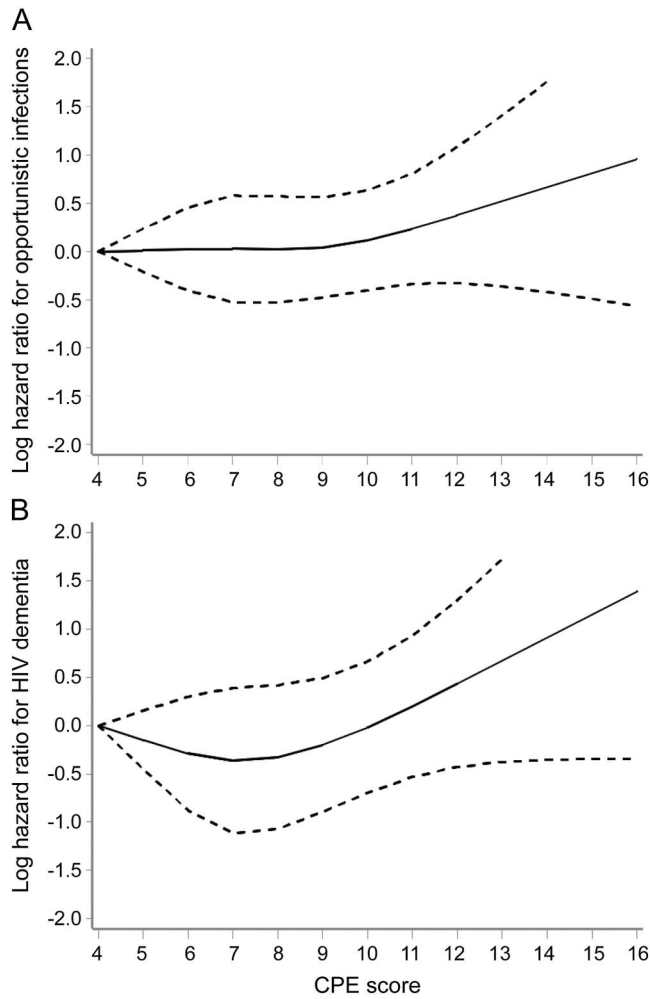 A
Log hazard ratio for opportunistic infections
2.0
1.5
1.0
0.5
0.0
-0.5
-1.0
-1.5
-2.0
4 5 6 7 8 9 10 11 12 13 14 15 16
B
Log hazard ratio for HIV dementia
2.0
1.5
1.0
0.5
0.0
-0.5
-1.0
-1.5
-2.0
4 5 6 7 8 9 10 11 12 13 14 15 16
CPE score